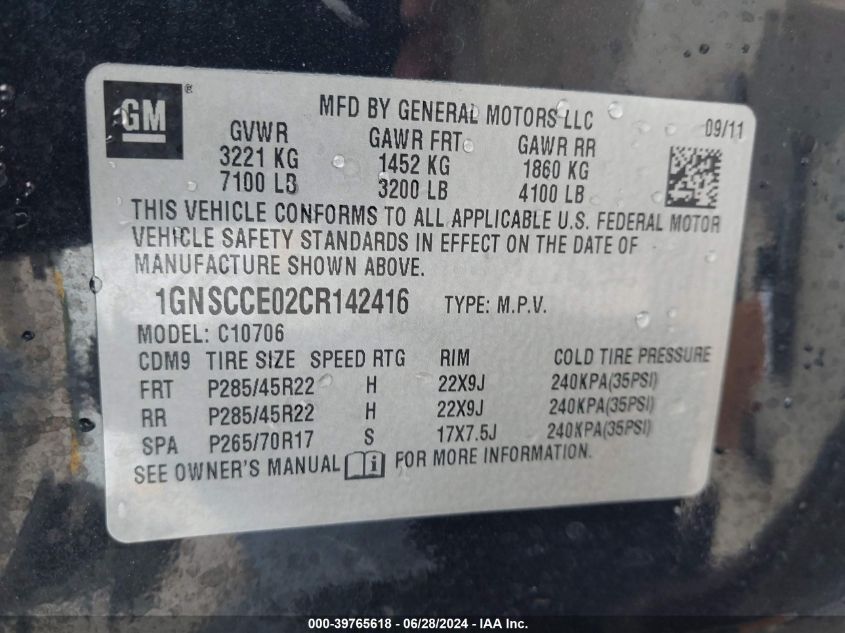 GM ®
MFD BY GENERAL MOTORS LLC
09/11
GVWR GAWR FRT GAWR RR
3221 KG 1452 KG 1860 KG
7100 LB 3200 LB 4100 LB
THIS VEHICLE CONFORMS TO ALL APPLICABLE U.S. FEDERAL MOTOR
VEHICLE SAFETY STANDARDS IN EFFECT ON THE DATE OF
MANUFACTURE SHOWN ABOVE.
1GNSCCE02CR142416 TYPE: M.P.V.
MODEL: C10706
CDM9 TIRE SIZE SPEED RTG RIM COLD TIRE PRESSURE
FRT P285/45R22 H 22X9J 240KPA(35PSI)
RR P285/45R22 H 22X9J 240KPA(35PSI)
SPA P265/70R17 S 17X7.5J 240KPA(35PSI)
SEE OWNER'S MANUAL i FOR MORE INFORMATION.
000-39765618 - 06/28/2024 - IAA Inc.